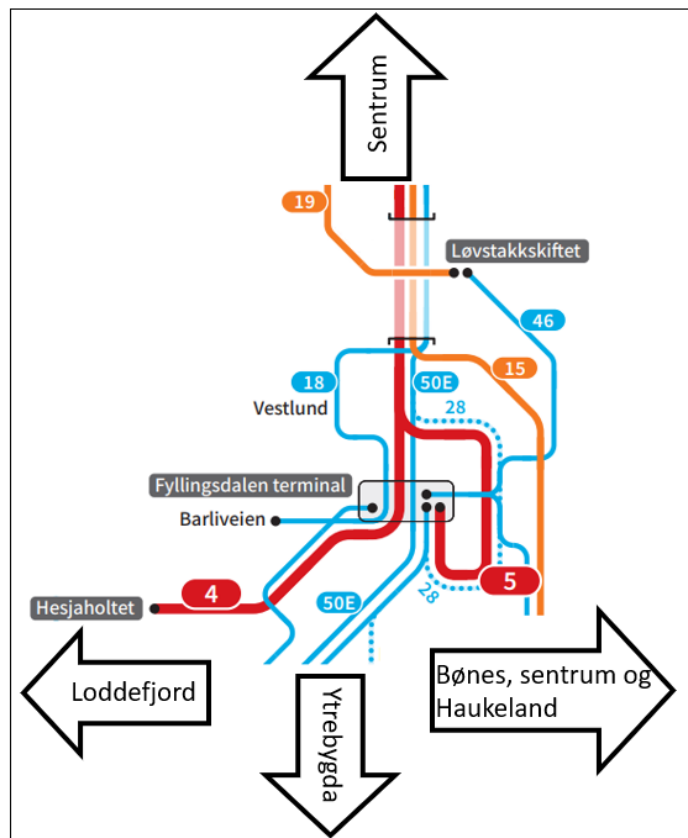 Sentrum
19
Løvstakkskiftet
46
18
50E
15
Vestlund
28
Fyllingsdalen terminal
Barliveien
4
50E
28
5
Hesjaholtet
Loddefjord
Ytrebygda
Bønes, sentrum og
Haukeland